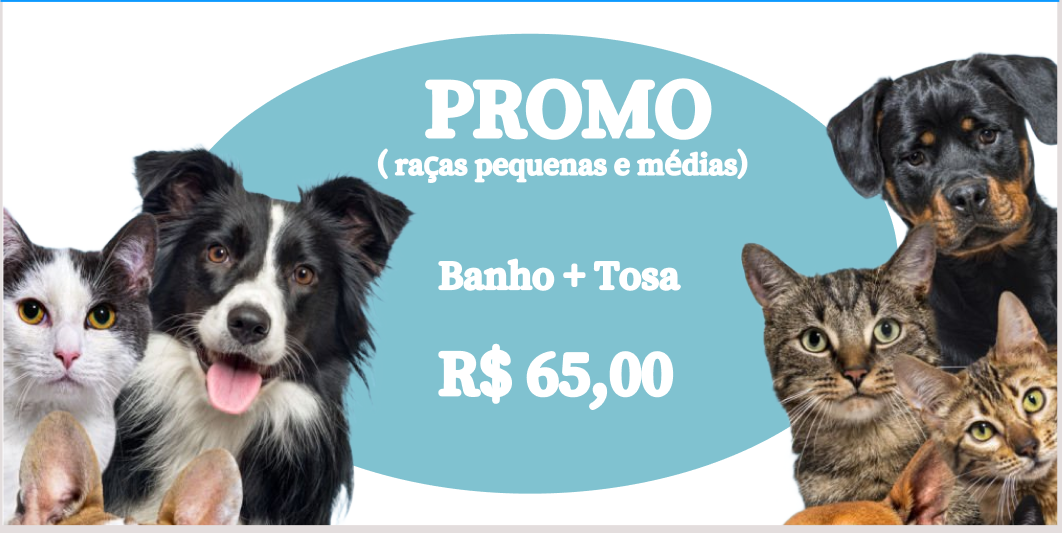 PROMO
( raças pequenas e médias)
Banho + Tosa
R$ 65,00